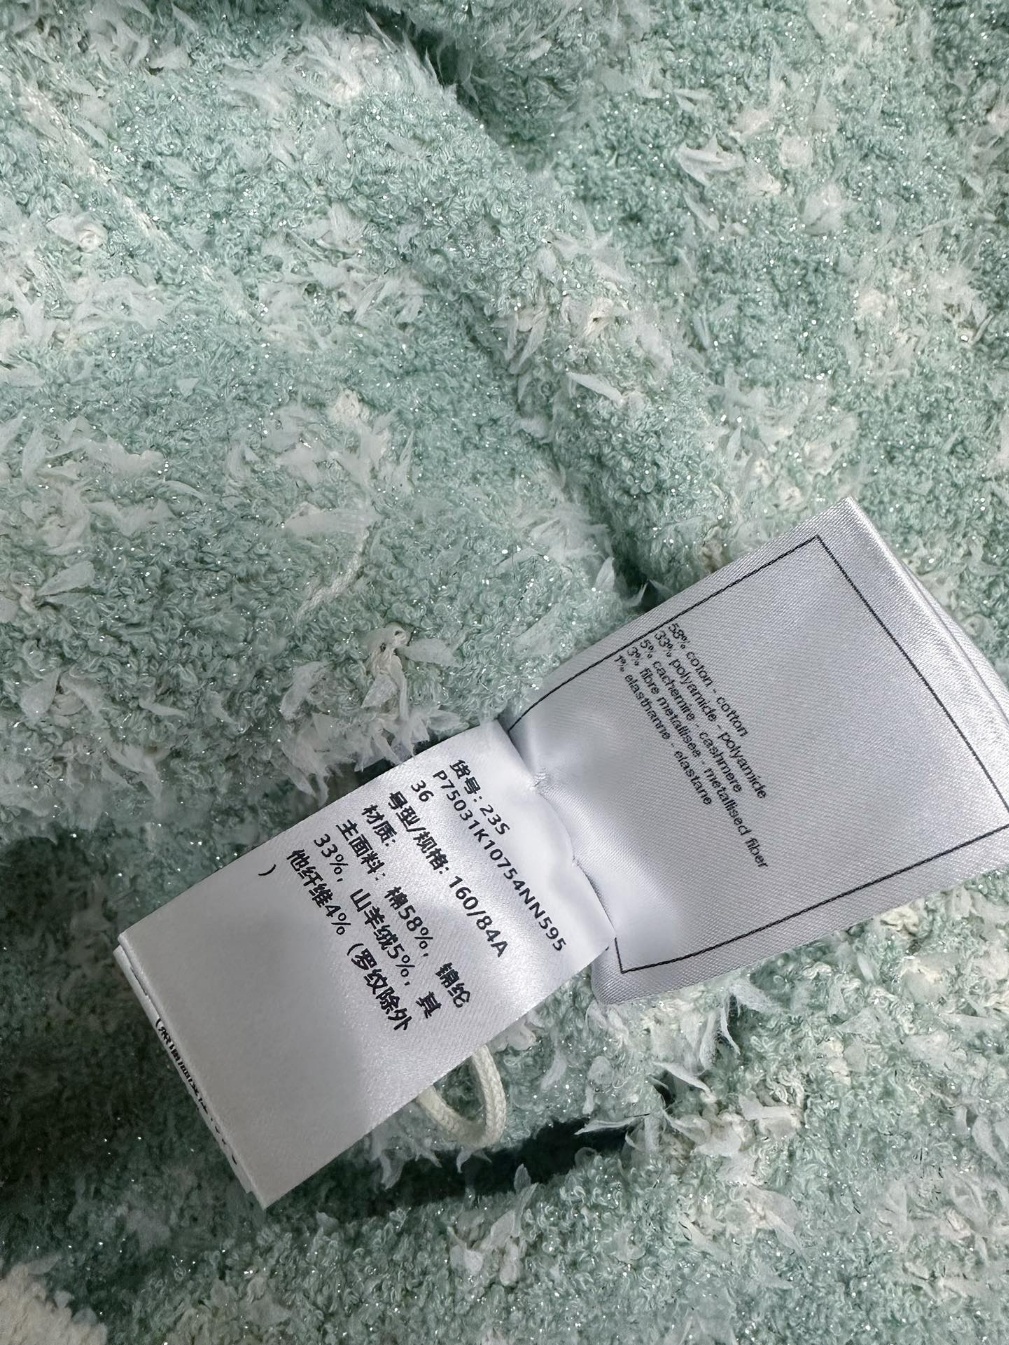 58% coton - cotton
33% polyamide - polyamide
5% cachemire - cashmere
3% fibre metallisée - metallised fiber
1% elasthanne - elastane
货号: 23S
P75031K10754NN595
36
号型/规格: 160/84A
材质:
主面料: 棉58%, 锦纶
33%, 山羊绒5%, 其
他纤维4% (罗纹除外
)